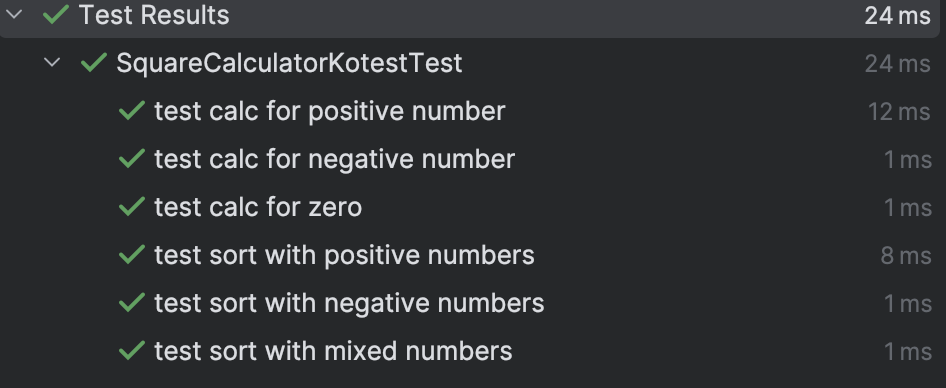 Test Results 24 ms
SquareCalculatorKotestTest 24 ms
test calc for positive number 12 ms
test calc for negative number 1 ms
test calc for zero 1 ms
test sort with positive numbers 8 ms
test sort with negative numbers 1 ms
test sort with mixed numbers 1 ms